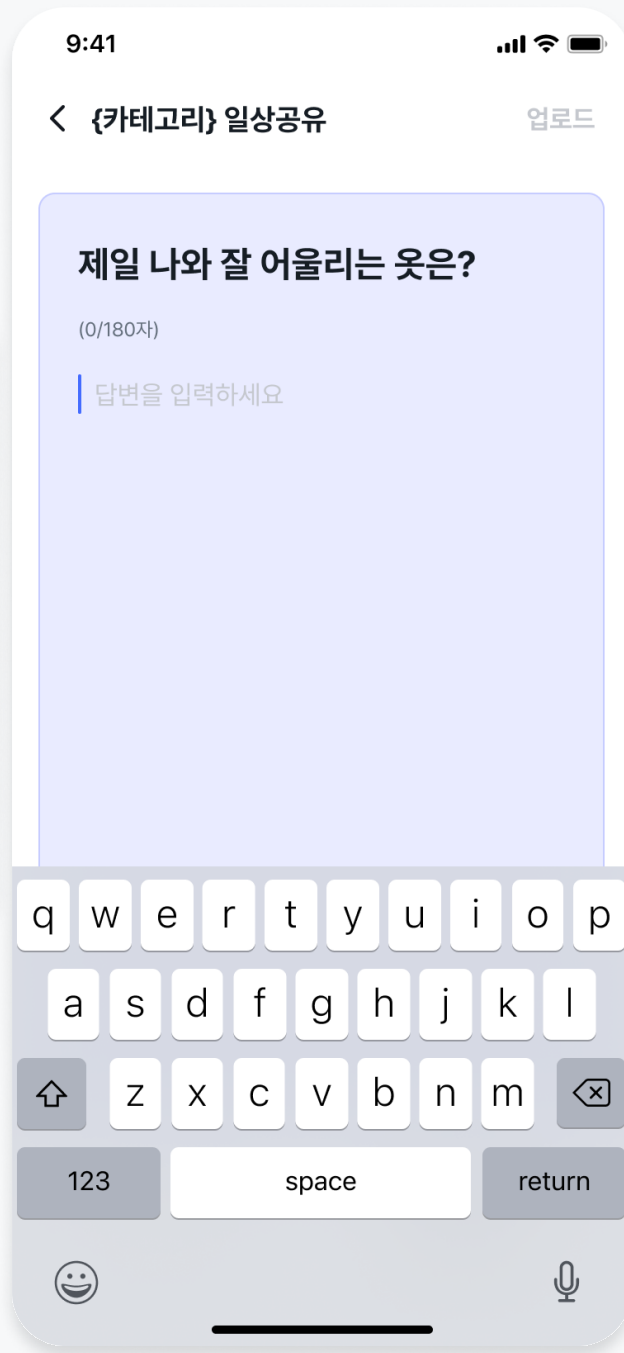 9:41
{카테고리} 일상공유 업로드
제일 나와 잘 어울리는 옷은?
(0/180자)
답변을 입력하세요
q w e r t y u i o p
a s d f g h j k l
z x c v b n m
123 space return